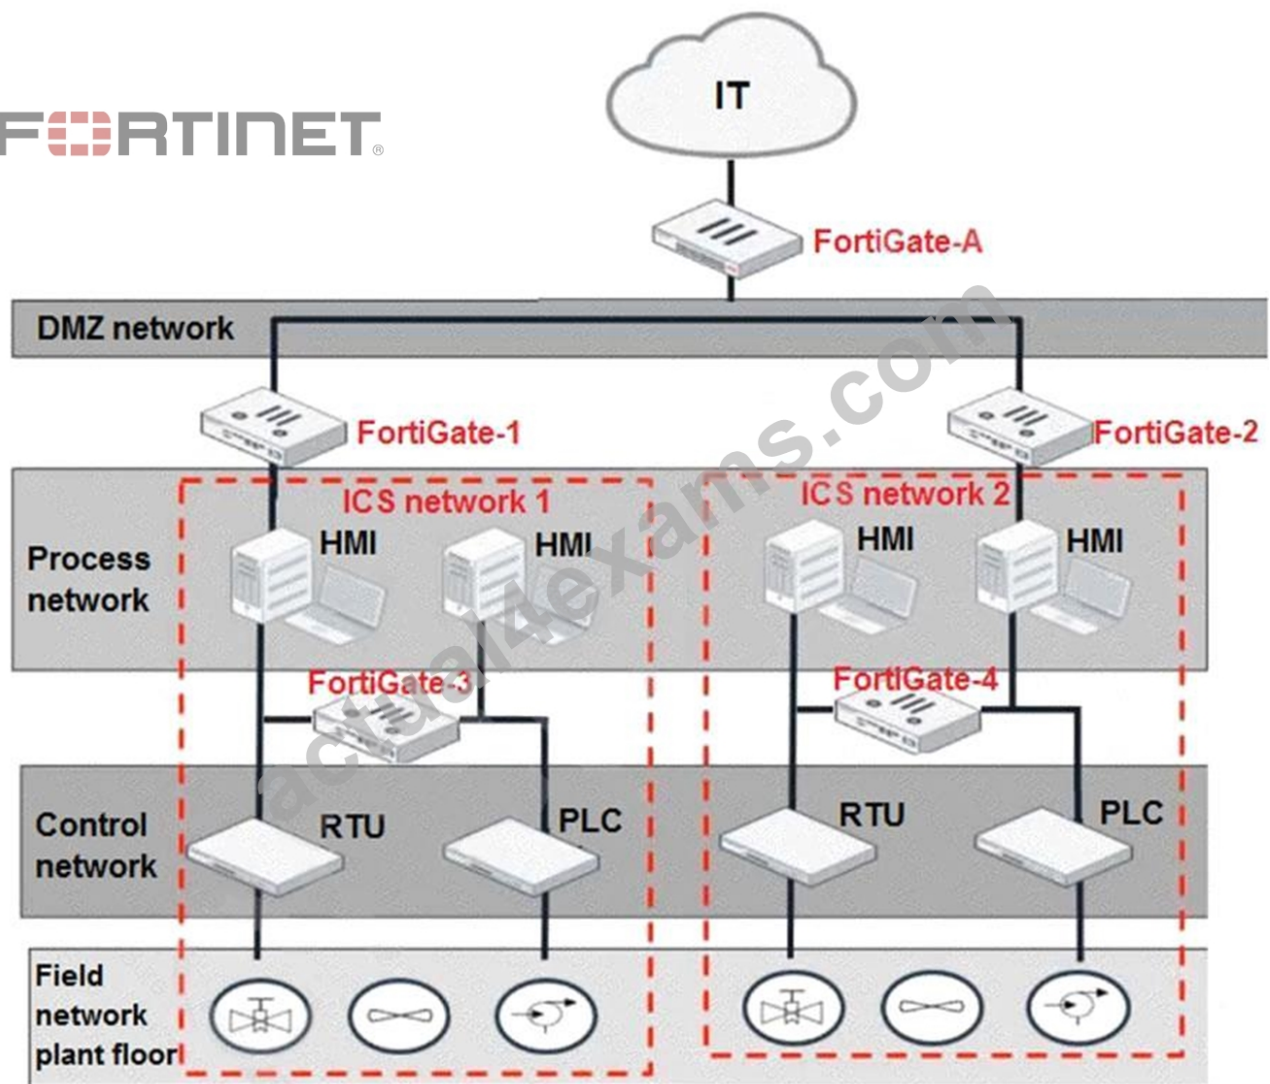 IT
FORTINET®
FortiGate-A
DMZ network
FortiGate-1
FortiGate-2
ICS network 1
ICS network 2
Process
network
HMI
HMI
HMI
HMI
FortiGate-3
FortiGate-4
Control
network
RTU
PLC
RTU
PLC
Field
network
plant floor
actual4exams.com